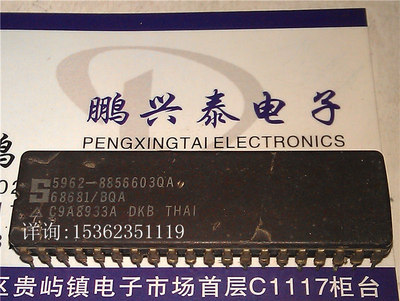 鹏兴泰电子
PENGXINGTAI ELECTRONICS
鹏
S 5962-8856603QA
68681/BQA
C9A8933A DKB THAI
详询:15362351119
区贵屿镇电子市场首层C1117柜台